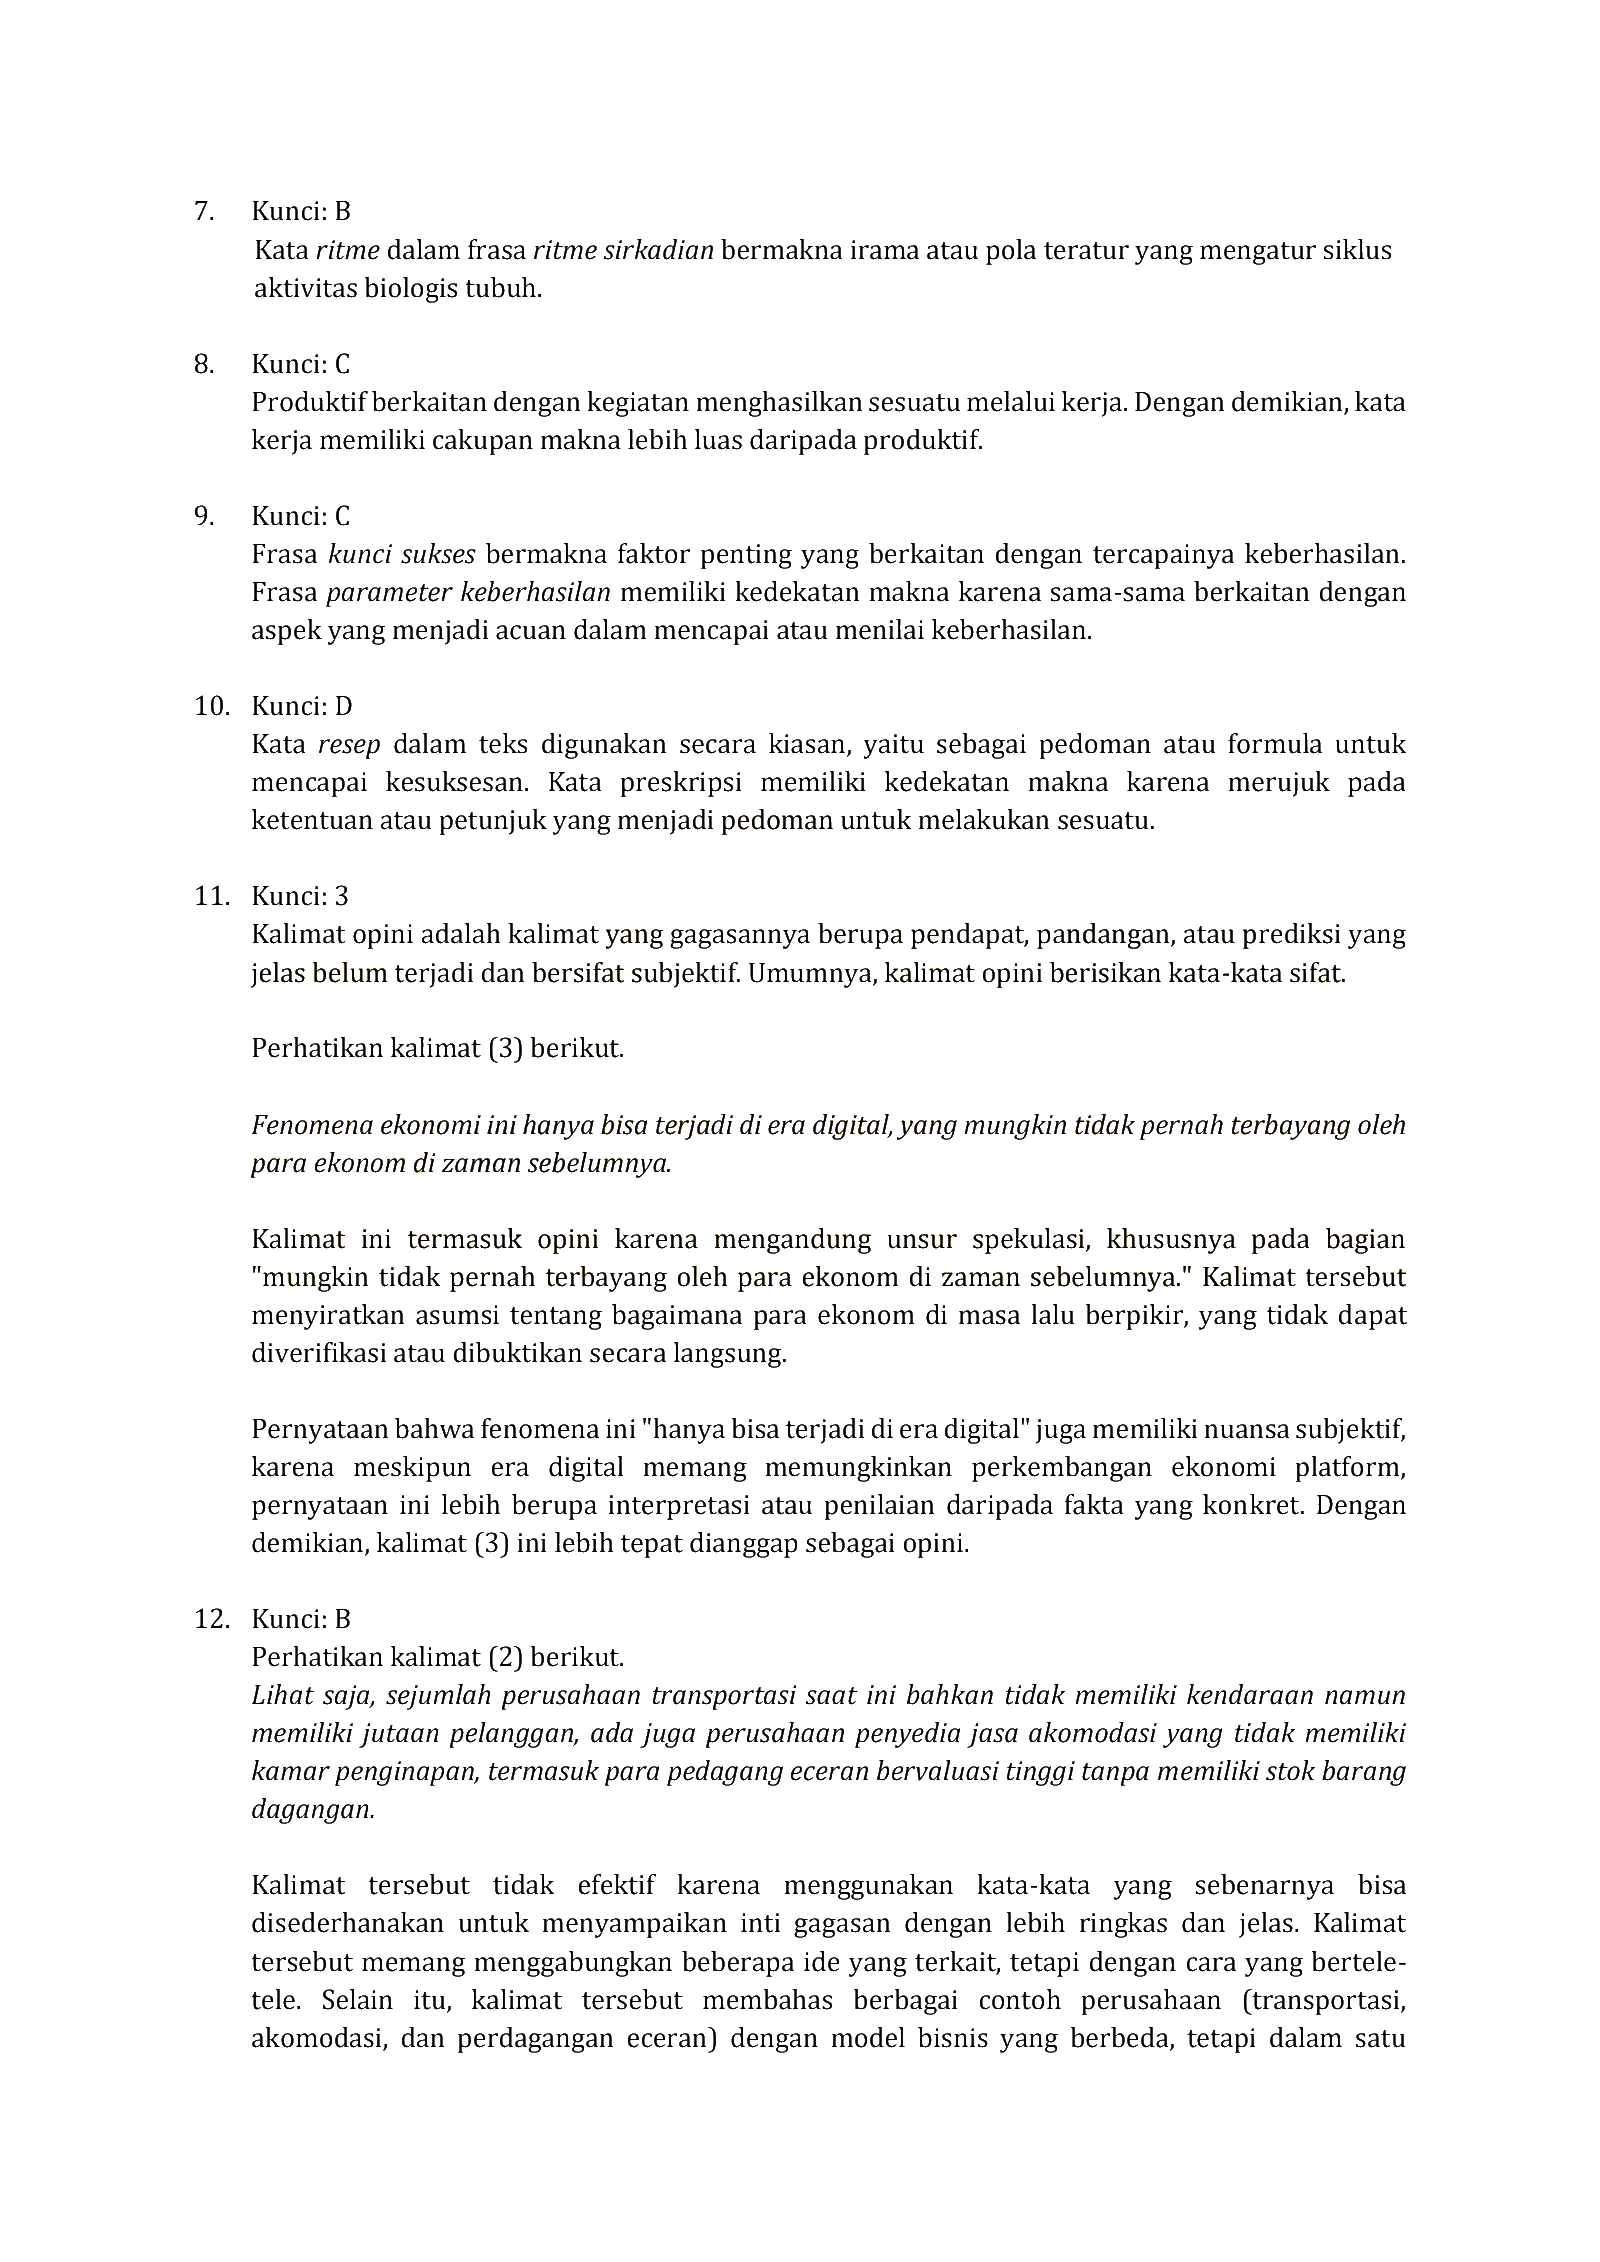 7. Kunci: B
Kata ritme dalam frasa ritme sirkadian bermakna irama atau pola teratur yang mengatur siklus
aktivitas biologis tubuh.
8. Kunci: C
Produktif berkaitan dengan kegiatan menghasilkan sesuatu melalui kerja. Dengan demikian, kata
kerja memiliki cakupan makna lebih luas daripada produktif.
9. Kunci: C
Frasa kunci sukses bermakna faktor penting yang berkaitan dengan tercapainya keberhasilan.
Frasa parameter keberhasilan memiliki kedekatan makna karena sama-sama berkaitan dengan
aspek yang menjadi acuan dalam mencapai atau menilai keberhasilan.
10. Kunci: D
Kata resep dalam teks digunakan secara kiasan, yaitu sebagai pedoman atau formula untuk
mencapai kesuksesan. Kata preskripsi memiliki kedekatan makna karena merujuk pada
ketentuan atau petunjuk yang menjadi pedoman untuk melakukan sesuatu.
11. Kunci: 3
Kalimat opini adalah kalimat yang gagasannya berupa pendapat, pandangan, atau prediksi yang
jelas belum terjadi dan bersifat subjektif. Umumnya, kalimat opini berisikan kata-kata sifat.
Perhatikan kalimat (3) berikut.
Fenomena ekonomi ini hanya bisa terjadi di era digital, yang mungkin tidak pernah terbayang oleh
para ekonom di zaman sebelumnya.
Kalimat ini termasuk opini karena mengandung unsur spekulasi, khususnya pada bagian
"mungkin tidak pernah terbayang oleh para ekonom di zaman sebelumnya." Kalimat tersebut
menyiratkan asumsi tentang bagaimana para ekonom di masa lalu berpikir, yang tidak dapat
diverifikasi atau dibuktikan secara langsung.
Pernyataan bahwa fenomena ini "hanya bisa terjadi di era digital" juga memiliki nuansa subjektif,
karena meskipun era digital memang memungkinkan perkembangan ekonomi platform,
pernyataan ini lebih berupa interpretasi atau penilaian daripada fakta yang konkret. Dengan
demikian, kalimat (3) ini lebih tepat dianggap sebagai opini.
12. Kunci: B
Perhatikan kalimat (2) berikut.
Lihat saja, sejumlah perusahaan transportasi saat ini bahkan tidak memiliki kendaraan namun
memiliki jutaan pelanggan, ada juga perusahaan penyedia jasa akomodasi yang tidak memiliki
kamar penginapan, termasuk para pedagang eceran bervaluasi tinggi tanpa memiliki stok barang
dagangan.
Kalimat tersebut tidak efektif karena menggunakan kata-kata yang sebenarnya bisa
disederhanakan untuk menyampaikan inti gagasan dengan lebih ringkas dan jelas. Kalimat
tersebut memang menggabungkan beberapa ide yang terkait, tetapi dengan cara yang bertele-
tele. Selain itu, kalimat tersebut membahas berbagai contoh perusahaan (transportasi,
akomodasi, dan perdagangan eceran) dengan model bisnis yang berbeda, tetapi dalam satu